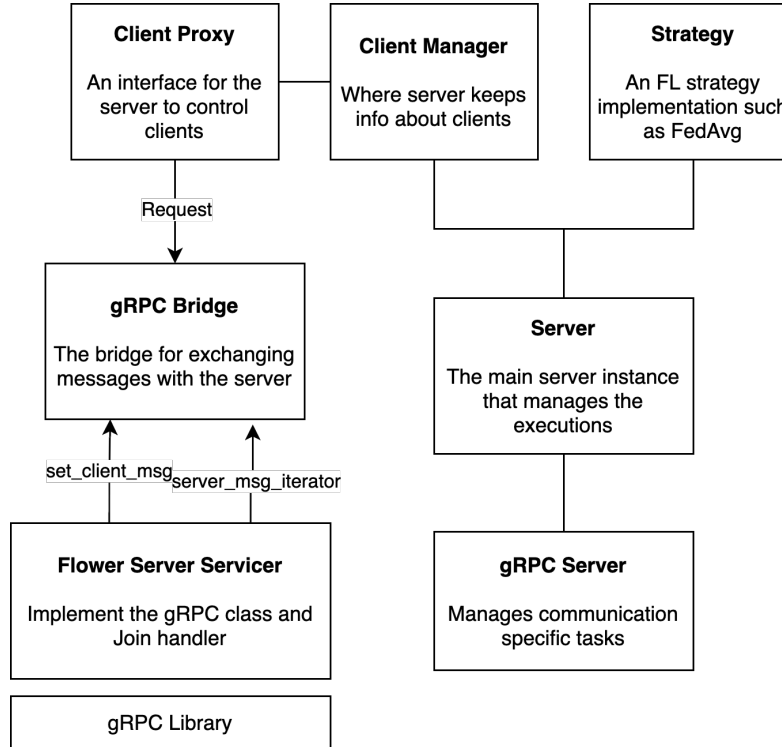 Client Proxy
An interface for the
server to control
clients
Client Manager
Where server keeps
info about clients
Strategy
An FL strategy
implementation such
as FedAvg
Request
gRPC Bridge
The bridge for exchanging
messages with the server
Server
The main server instance
that manages the
executions
set_client_msg
server_msg_iterator
Flower Server Servicer
Implement the gRPC class and
Join handler
gRPC Server
Manages communication
specific tasks
gRPC Library